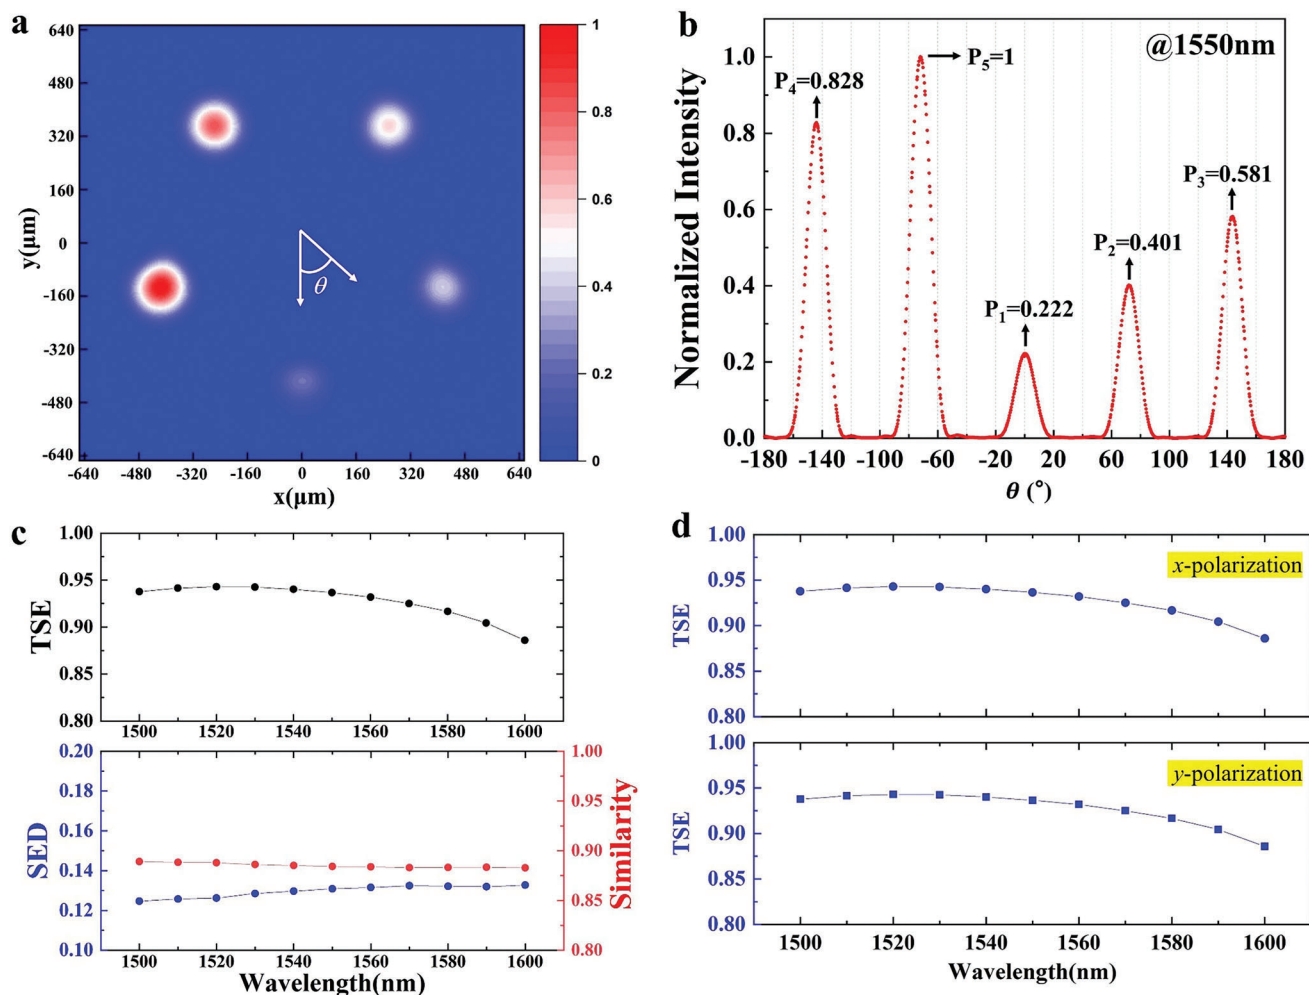 a
640
480
320
160
0
-160
-320
-480
-640
y(μm)
-640
-480
-320
-160
0
160
320
480
640
x(μm)
θ
1
0.8
0.6
0.4
0.2
0
b
@1550nm
P4=0.828
P5=1
P1=0.222
P2=0.401
P3=0.581
Normalized Intensity
1.0
0.8
0.6
0.4
0.2
0.0
-180 -140 -100 -60 -20 20 60 100 140 180
θ (°)
c
TSE
1.00
0.95
0.90
0.85
0.80
1500 1520 1540 1560 1580 1600
SED
0.20
0.18
0.16
0.14
0.12
0.10
Similarity
1.00
0.95
0.90
0.85
0.80
1500 1520 1540 1560 1580 1600
Wavelength(nm)
d
x-polarization
TSE
1.00
0.95
0.90
0.85
0.80
y-polarization
TSE
1.00
0.95
0.90
0.85
0.80
1500 1520 1540 1560 1580 1600
Wavelength(nm)